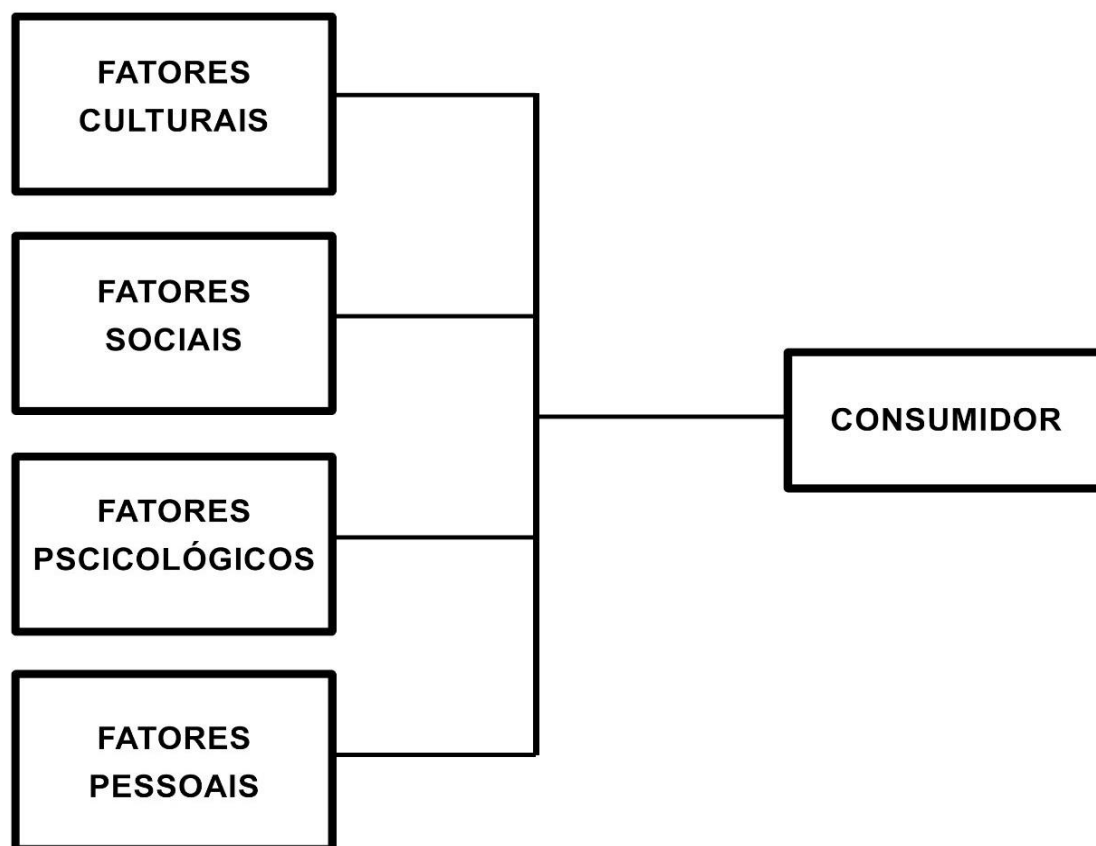 FATORES
CULTURAIS
FATORES
SOCIAIS
FATORES
PSCICOLÓGICOS
FATORES
PESSOAIS
CONSUMIDOR